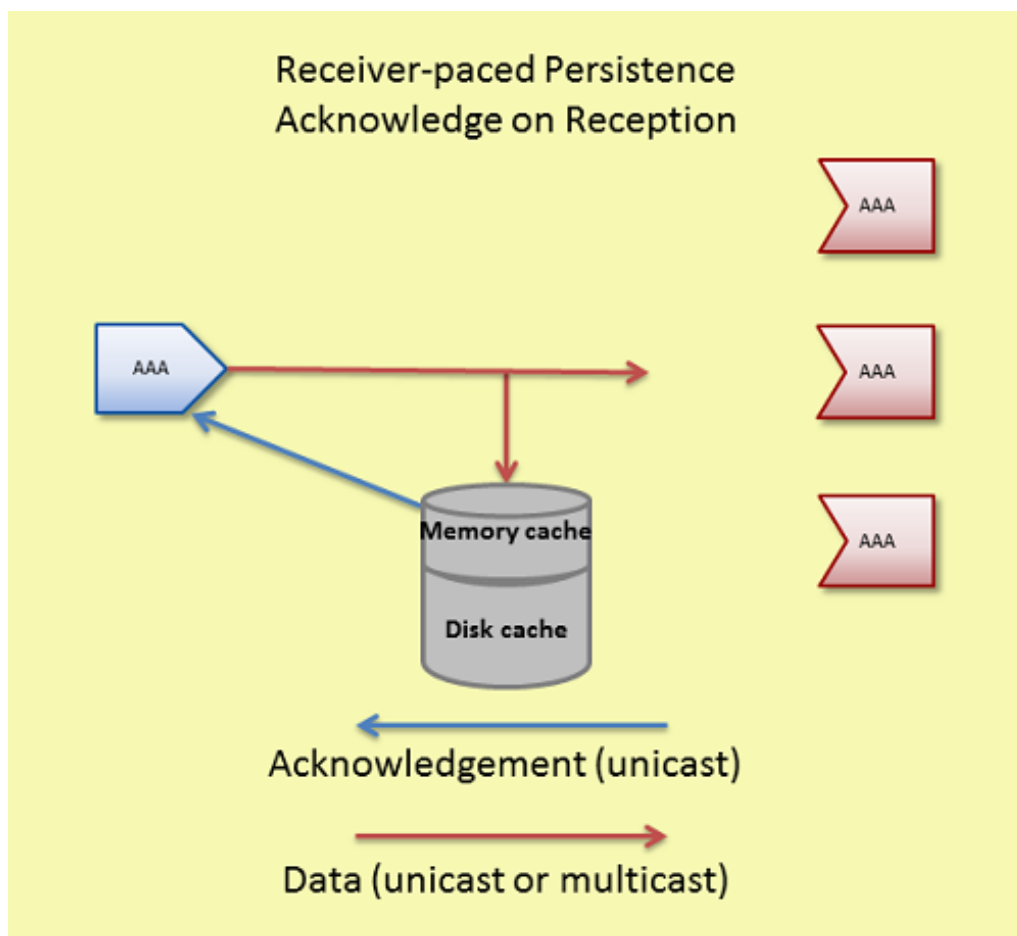 Receiver-paced Persistence
Acknowledge on Reception
AAA
AAA
AAA
AAA
Memory cache
Disk cache
Acknowledgement (unicast)
Data (unicast or multicast)